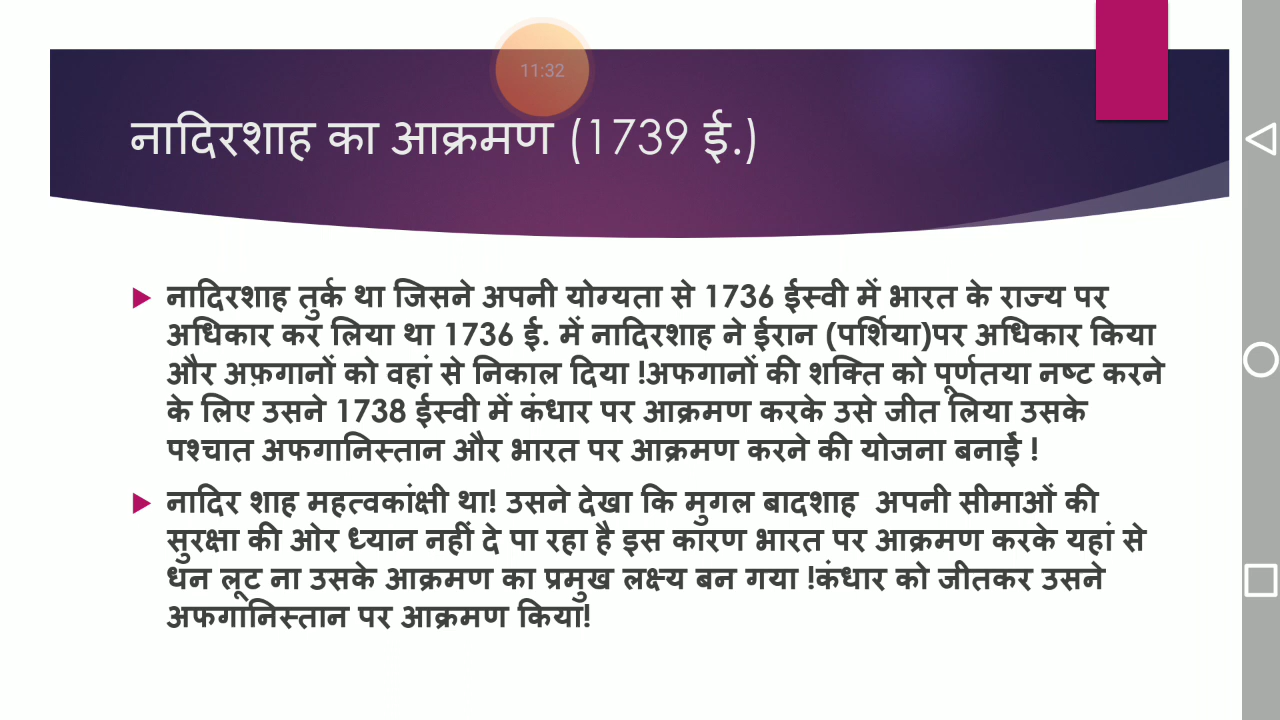 11:32
नादिरशाह का आक्रमण (1739 ई.)
नादिरशाह तुर्क था जिसने अपनी योग्यता से 1736 ईस्वी में भारत के राज्य पर
अधिकार कर लिया था 1736 ई. में नादिरशाह ने ईरान (पर्शिया)पर अधिकार किया
और अफ़गानों को वहां से निकाल दिया !अफगानों की शक्ति को पूर्णतया नष्ट करने
के लिए उसने 1738 ईस्वी में कंधार पर आक्रमण करके उसे जीत लिया उसके
पश्चात अफगानिस्तान और भारत पर आक्रमण करने की योजना बनाई !
नादिर शाह महत्वकांक्षी था! उसने देखा कि मुगल बादशाह  अपनी सीमाओं की
सुरक्षा की ओर ध्यान नहीं दे पा रहा है इस कारण भारत पर आक्रमण करके यहां से
धन लूट ना उसके आक्रमण का प्रमुख लक्ष्य बन गया !कंधार को जीतकर उसने
अफगानिस्तान पर आक्रमण किया!